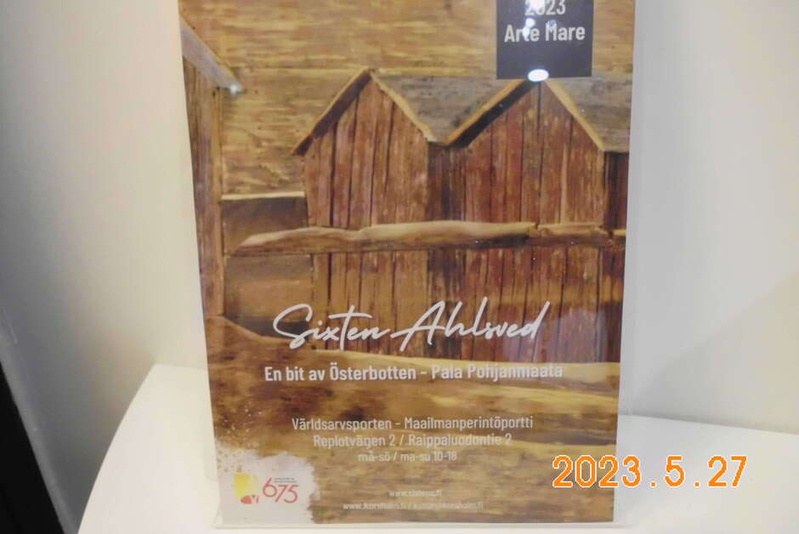 2023
Arte Mare
Sixten Ahlsved
En bit av Österbotten - Pala Pohjanmaata
Världsarvsporten - Maailmanperintöportti
Replotvägen 2 / Raippaluodontie 2
må-sö / ma-su 10-18
675
2023.5.27